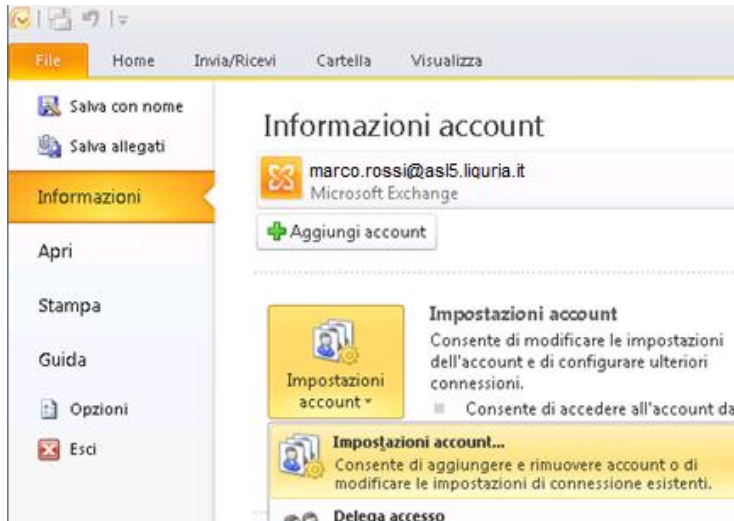 File Home Invia/Ricevi Cartella Visualizza
Salva con nome
Salva allegati
Informazioni
Apri
Stampa
Guida
Opzioni
Esci
Informazioni account
marco.rossi@asl5.liguria.it
Microsoft Exchange
Aggiungi account
Impostazioni
account
Impostazioni account
Consente di modificare le impostazioni
dell'account e di configurare ulteriori
connessioni.
Consente di accedere all'account da
Impostazioni account...
Consente di aggiungere e rimuovere account o di
modificare le impostazioni di connessione esistenti.
Delega accesso